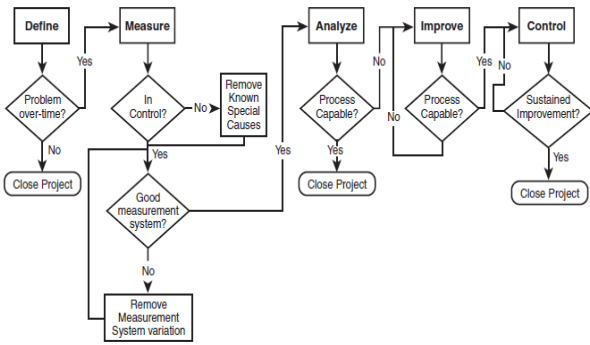 Define
Measure
Analyze
Improve
Control
Yes
Problem
over-time?
No
Close Project
In
Control?
No
Remove
Known
Special
Causes
Yes
Good
measurement
system?
Yes
No
Remove
Measurement
System variation
Process
Capable?
No
Yes
Close Project
Process
Capable?
No
Yes
No
Sustained
Improvement?
Yes
Close Project